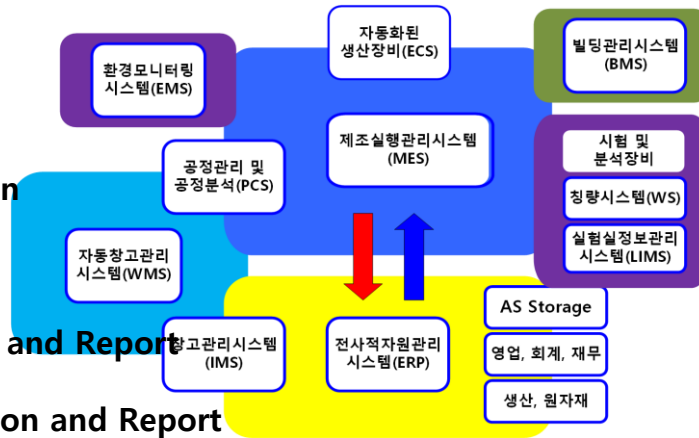 자동화된
생산장비(ECS)
빌딩관리시스템
(BMS)
환경모니터링
시스템(EMS)
제조실행관리시스템
(MES)
시험 및
분석장비
공정관리 및
공정분석(PCS)
n
칭량시스템(WS)
실험실정보관리
시스템(LIMS)
자동창고관리
시스템(WMS)
AS Storage
and Report
창고관리시스템
(IMS)
전사적자원관리
시스템(ERP)
영업, 회계, 재무
생산, 원자재
on and Report